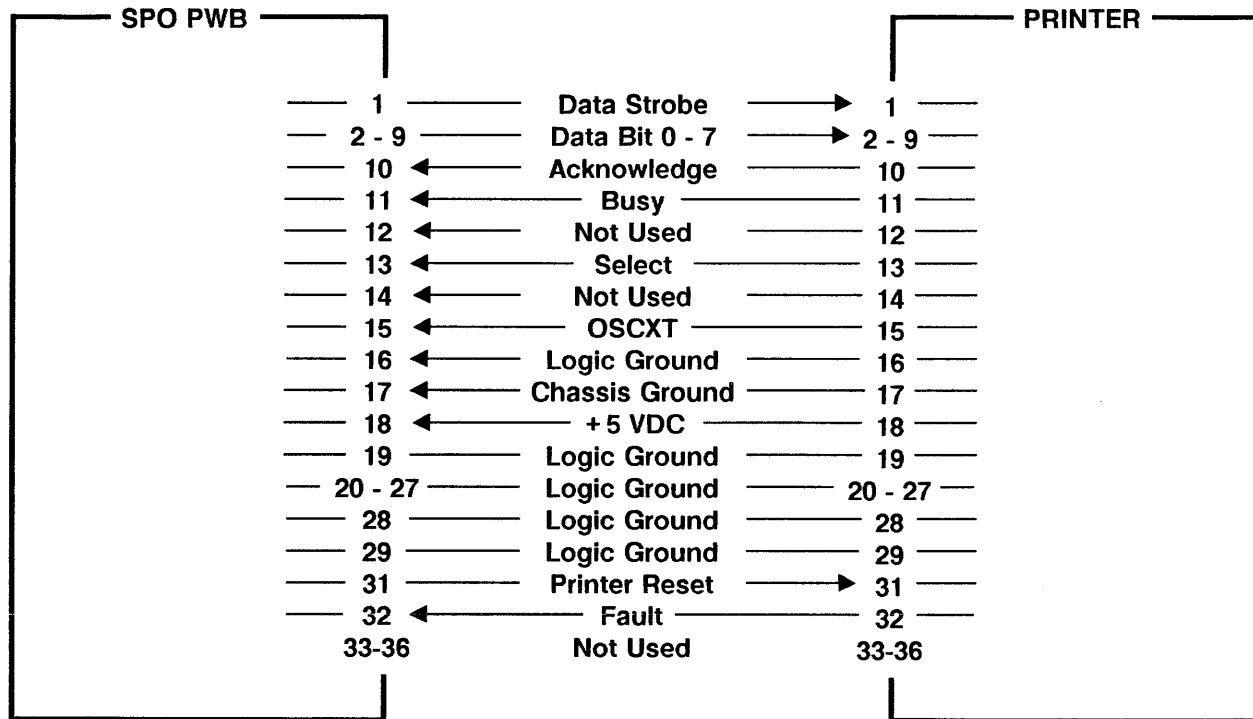 SPO PWB PRINTER
1 Data Strobe 1
2 - 9 Data Bit 0 - 7 2 - 9
10 Acknowledge 10
11 Busy 11
12 Not Used 12
13 Select 13
14 Not Used 14
15 OSCXT 15
16 Logic Ground 16
17 Chassis Ground 17
18 +5 VDC 18
19 Logic Ground 19
20 - 27 Logic Ground 20 - 27
28 Logic Ground 28
29 Logic Ground 29
31 Printer Reset 31
32 Fault 32
33-36 Not Used 33-36